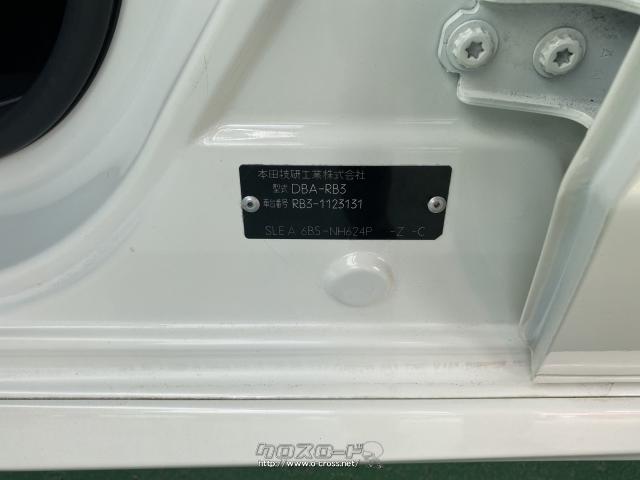 本田技研工業株式会社
型式 DBA-RB3
車台番号 RB3-1123131
SLE A 6BS-NH624P -Z -C
クロスロード
http://www.o-cross.net/